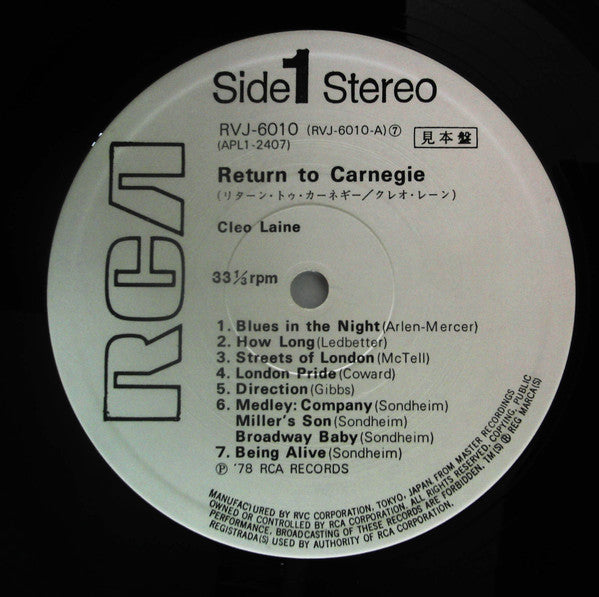 Side 1 Stereo
RVJ-6010 (RVJ-6010-A)⑦
(APL1-2407)
見本盤
Return to Carnegie
(リターン・トゥ・カーネギー/クレオ・レーン)
Cleo Laine
33⅓rpm
RCA
1. Blues in the Night (Arlen-Mercer)
2. How Long (Ledbetter)
3. Streets of London (McTell)
4. London Pride (Coward)
5. Direction (Gibbs)
6. Medley: Company (Sondheim)
Miller's Son (Sondheim)
Broadway Baby (Sondheim)
7. Being Alive (Sondheim)
℗ '78 RCA RECORDS
MANUFACTURED BY RVC CORPORATION, TOKYO, JAPAN. FROM MASTER RECORDINGS
OWNED OR CONTROLLED BY RCA CORPORATION. ALL RIGHTS RESERVED. COPYING, PUBLIC
PERFORMANCE, BROADCASTING OF THESE RECORDS ARE FORBIDDEN. TM(S) ® REG MARCA(S)
REGISTRADA(S) USED BY AUTHORITY OF RCA CORPORATION.